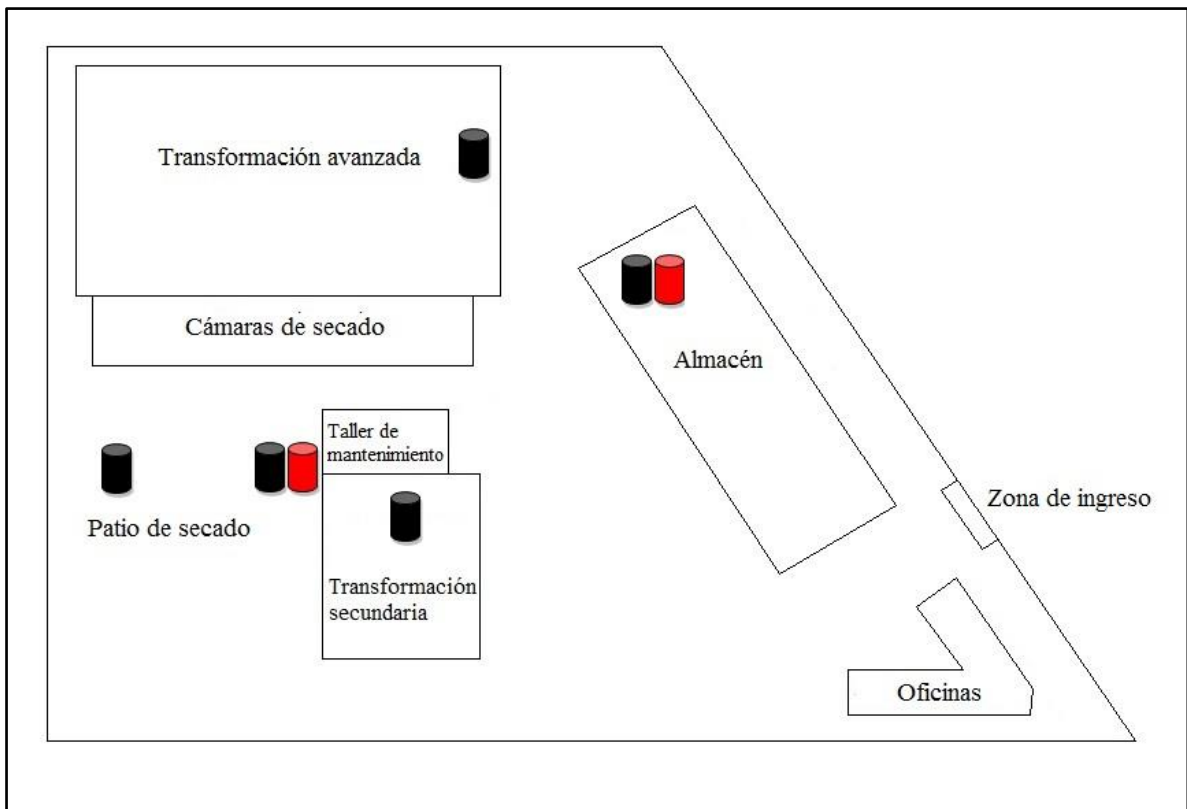 Transformación avanzada
Cámaras de secado
Almacén
Taller de
mantenimiento
Zona de ingreso
Patio de secado
Transformación
secundaria
Oficinas